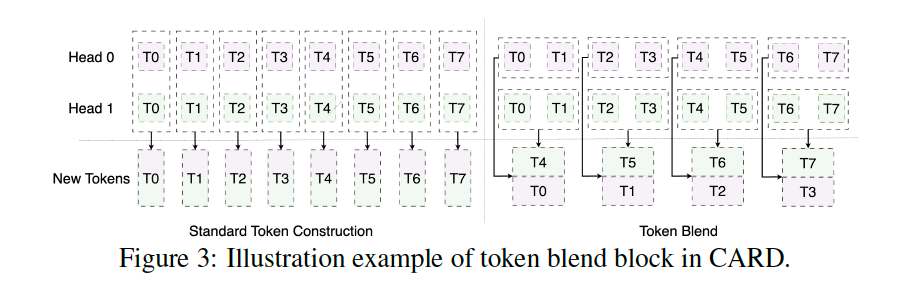 Head 0 T0 T1 T2 T3 T4 T5 T6 T7 T0 T1 T2 T3 T4 T5 T6 T7
Head 1 T0 T1 T2 T3 T4 T5 T6 T7 T0 T1 T2 T3 T4 T5 T6 T7
New Tokens T0 T1 T2 T3 T4 T5 T6 T7
T4 T5 T6 T7
T0 T1 T2 T3
Standard Token Construction Token Blend
Figure 3: Illustration example of token blend block in CARD.